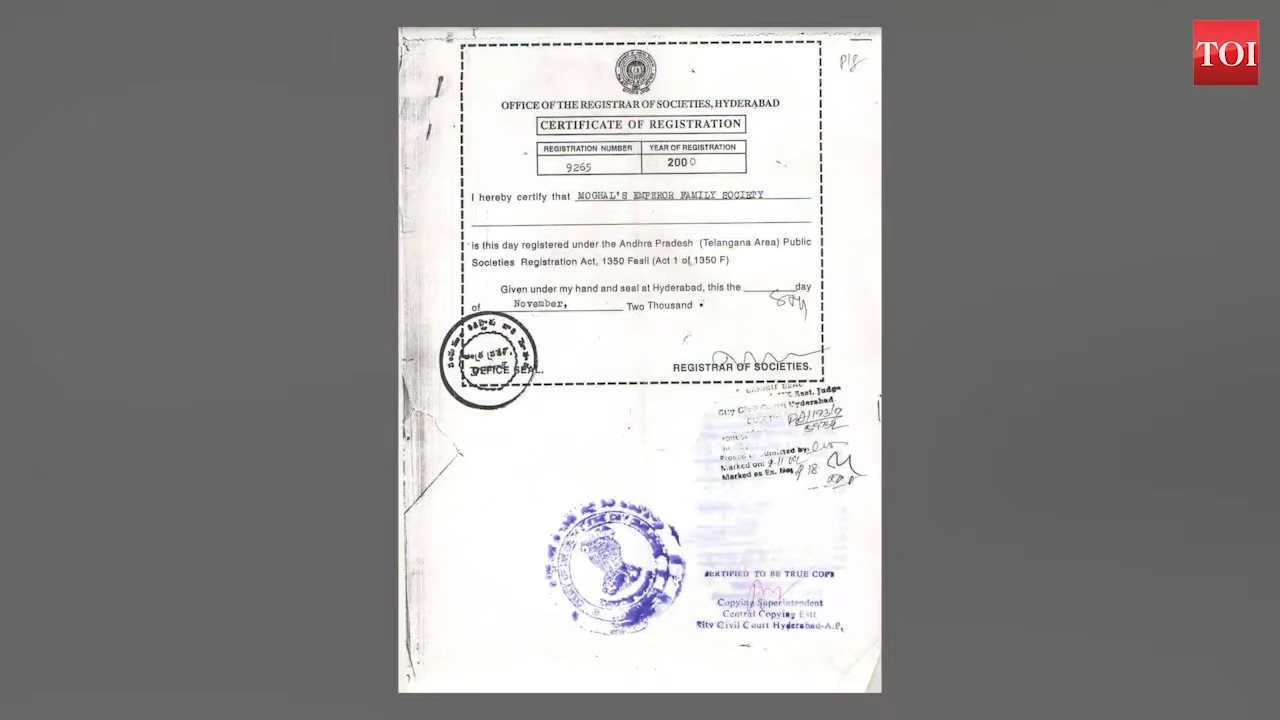 TOI
P18
OFFICE OF THE REGISTRAR OF SOCIETIES, HYDERABAD
CERTIFICATE OF REGISTRATION
REGISTRATION NUMBER YEAR OF REGISTRATION
9265 2000
I hereby certify that MOGHAL'S EMPEROR FAMILY SOCIETY
is this day registered under the Andhra Pradesh (Telangana Area) Public
Societies Registration Act, 1350 Fasli (Act 1 of 1350 F)
Given under my hand and seal at Hyderabad, this the day
of November, Two Thousand
OFFICE SEAL. REGISTRAR OF SOCIETIES.
Asst. Judge
City Civil Hyderabad
by:
Marked on:
Marked as Ex. No: 18
CERTIFIED TO BE TRUE COPY
Copying Superintendent
Central Copying Estt
City Civil Court Hyderabad-A.P.